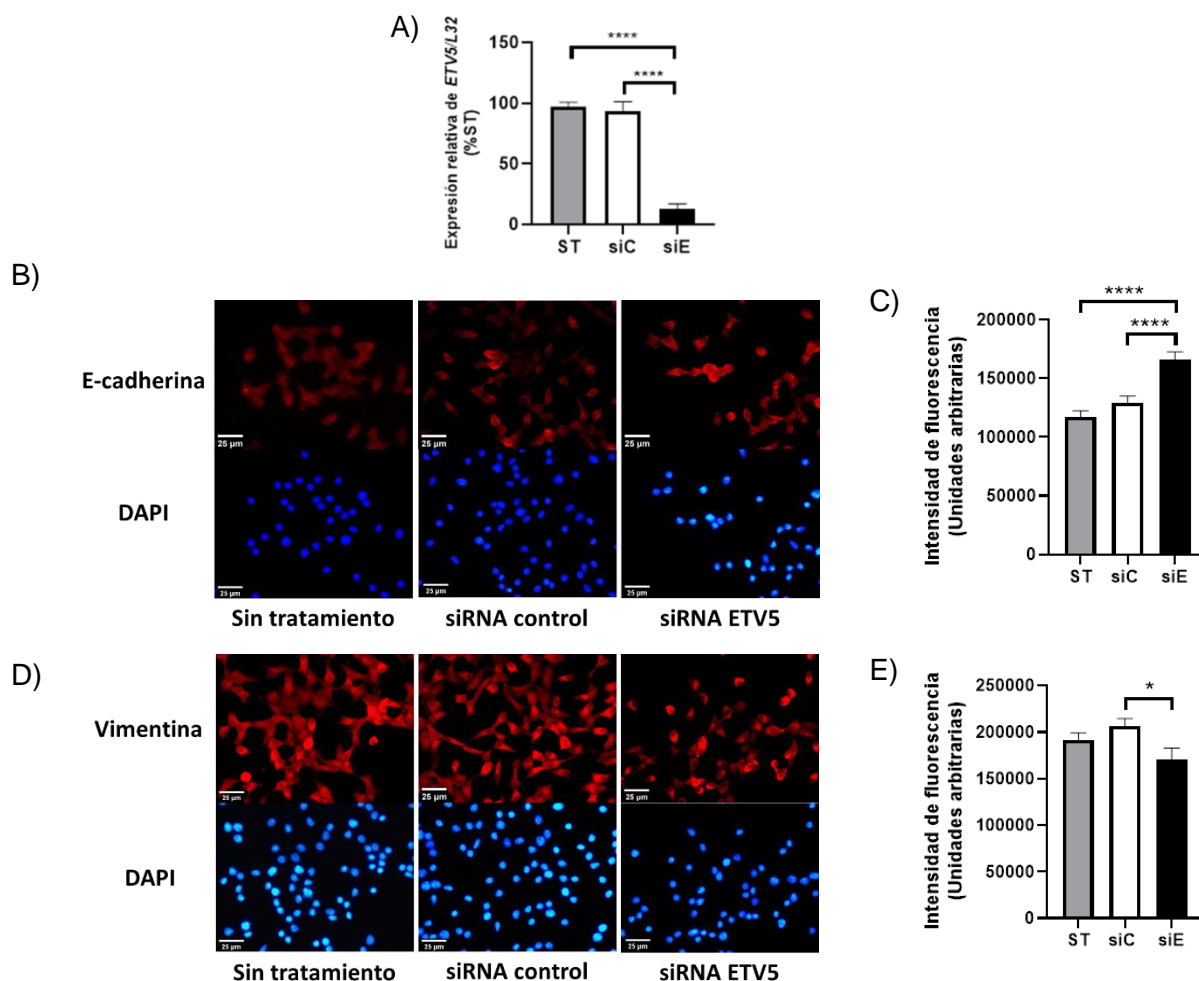 A)
Expresión relativa de ETV5/L32
(%ST)
150
100
50
0
****
****
ST siC siE
B)
E-cadherina
DAPI
25 µm
25 µm
25 µm
25 µm
25 µm
25 µm
Sin tratamiento siRNA control siRNA ETV5
C)
Intensidad de fluorescencia
(Unidades arbitrarias)
200000
150000
100000
50000
0
****
****
ST siC siE
D)
Vimentina
DAPI
25 µm
25 µm
25 µm
25 µm
25 µm
25 µm
Sin tratamiento siRNA control siRNA ETV5
E)
Intensidad de fluorescencia
(Unidades arbitrarias)
250000
200000
150000
100000
50000
0
*
ST siC siE